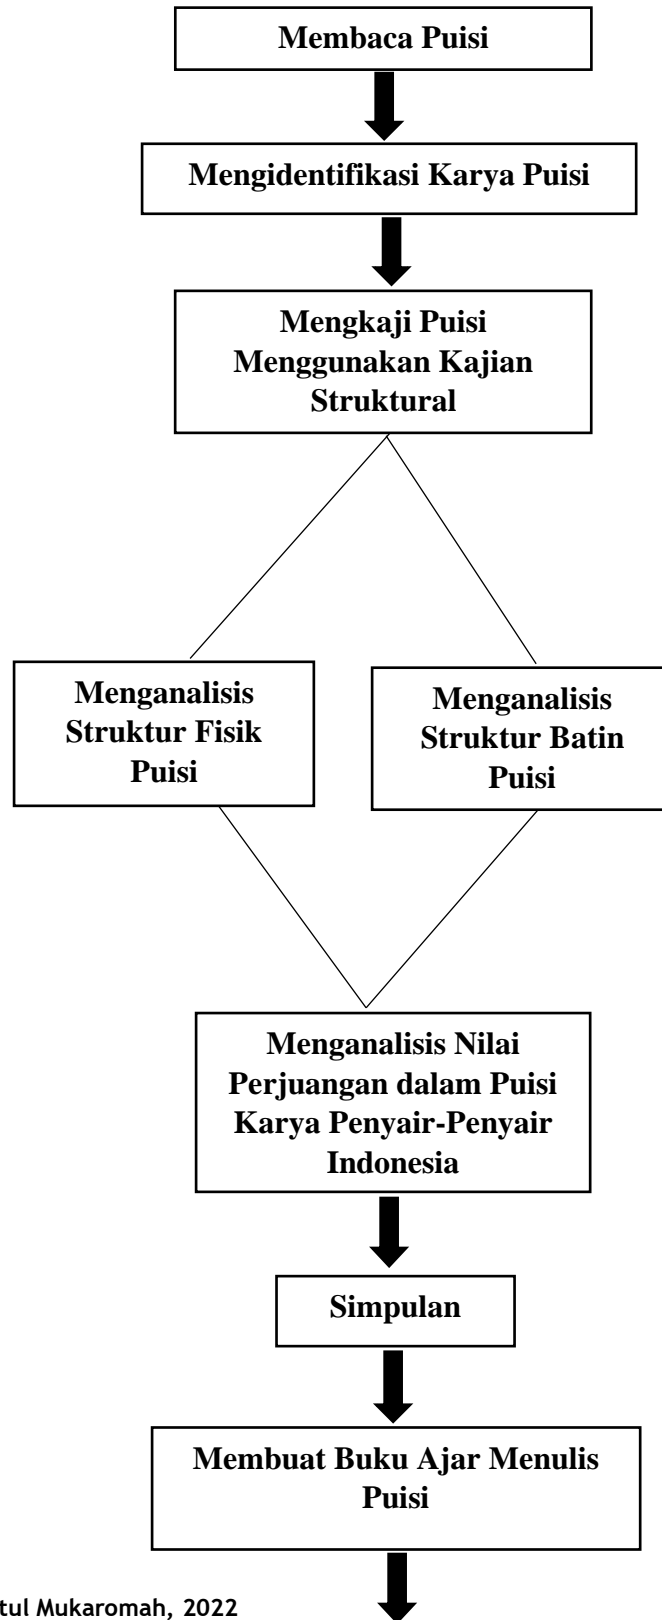 Membaca Puisi
Mengidentifikasi Karya Puisi
Mengkaji Puisi
Menggunakan Kajian
Struktural
Menganalisis
Struktur Fisik
Puisi
Menganalisis
Struktur Batin
Puisi
Menganalisis Nilai
Perjuangan dalam Puisi
Karya Penyair-Penyair
Indonesia
Simpulan
Membuat Buku Ajar Menulis
Puisi
tul Mukaromah, 2022